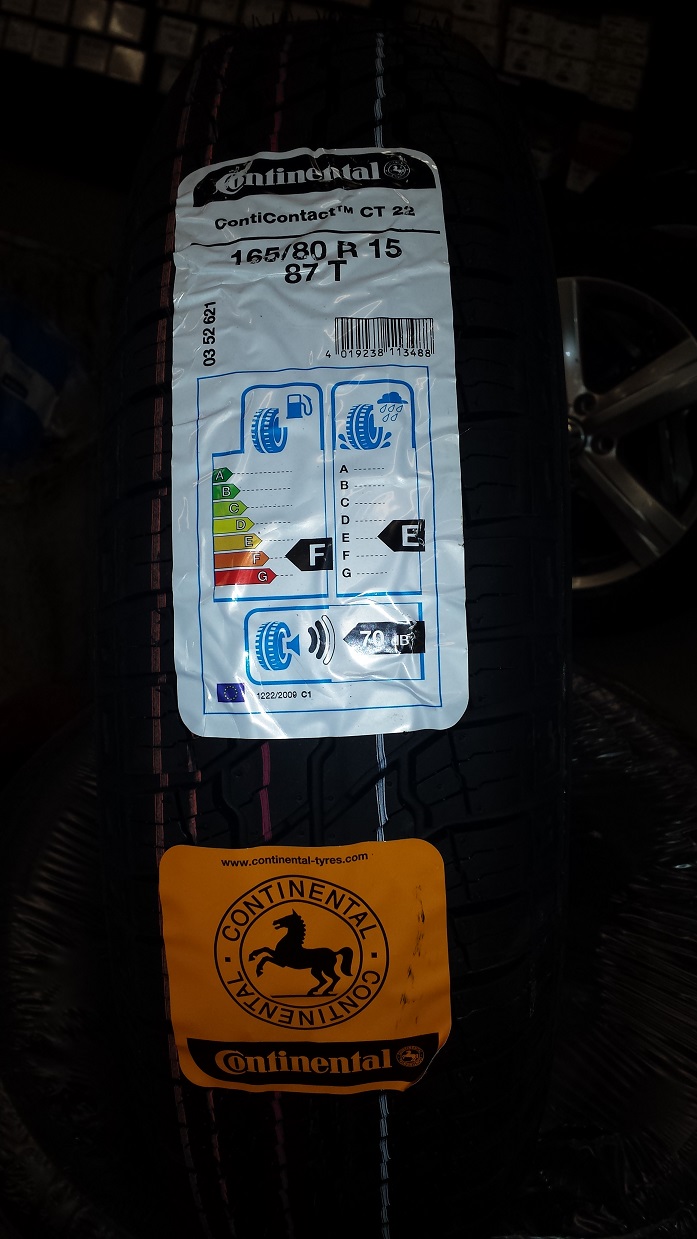 Continental
ContiContact™ CT 22
165/80 R 15
87 T
03 52 621
4 019238 113488
A
B
C
D
E
F
G
F
A
B
C
D
E
F
G
E
70 dB
1222/2009 C1
www.continental-tyres.com
CONTINENTAL
CONTINENTAL
Continental